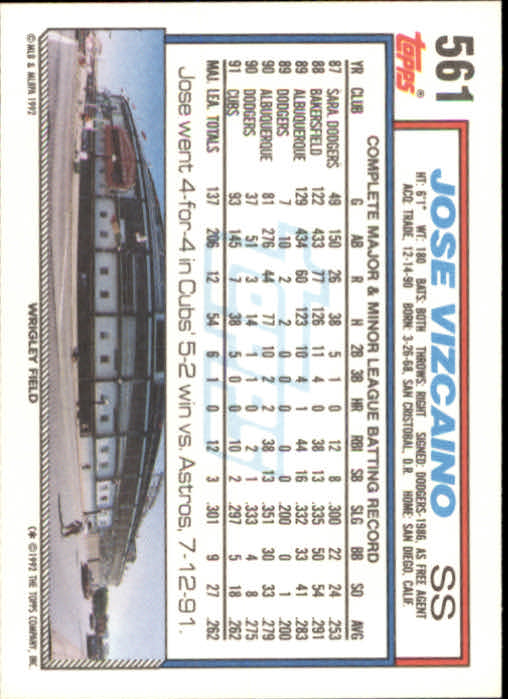 561
Topps®
JOSE VIZCAINO SS
HT: 6'1" WT: 180 BATS: BOTH THROWS: RIGHT SIGNED: DODGERS-1986, AS FREE AGENT
ACQ: TRADE, 12-14-90 BORN: 3-26-68, SAN CRISTOBAL, D.R. HOME: SAN DIEGO, CALIF.
COMPLETE MAJOR & MINOR LEAGUE BATTING RECORD
YR CLUB G AB R H 2B 3B HR RBI SB SLG BB SO AVG
87 SARA. DODGERS 49 150 26 38 5 1 0 12 8 .300 22 24 .253
88 BAKERSFIELD 122 433 77 126 11 4 0 38 13 .335 50 54 .291
89 ALBUQUERQUE 129 434 60 123 10 4 1 44 16 .332 33 41 .283
89 DODGERS 7 10 2 2 0 0 0 0 0 .200 0 1 .200
90 ALBUQUERQUE 81 276 44 77 10 2 2 38 13 .351 30 33 .279
90 DODGERS 37 51 3 14 1 1 0 2 1 .333 4 8 .275
91 CUBS 93 145 7 38 5 0 0 10 2 .297 5 18 .262
MAJ. LEA. TOTALS 137 206 12 54 6 1 0 12 3 .301 9 27 .262
Jose went 4-for-4 in Cubs' 5-2 win vs. Astros, 7-12-91.
©MLB & MLBPA 1992
WRIGLEY FIELD
(* ©1992 THE TOPPS COMPANY, INC.